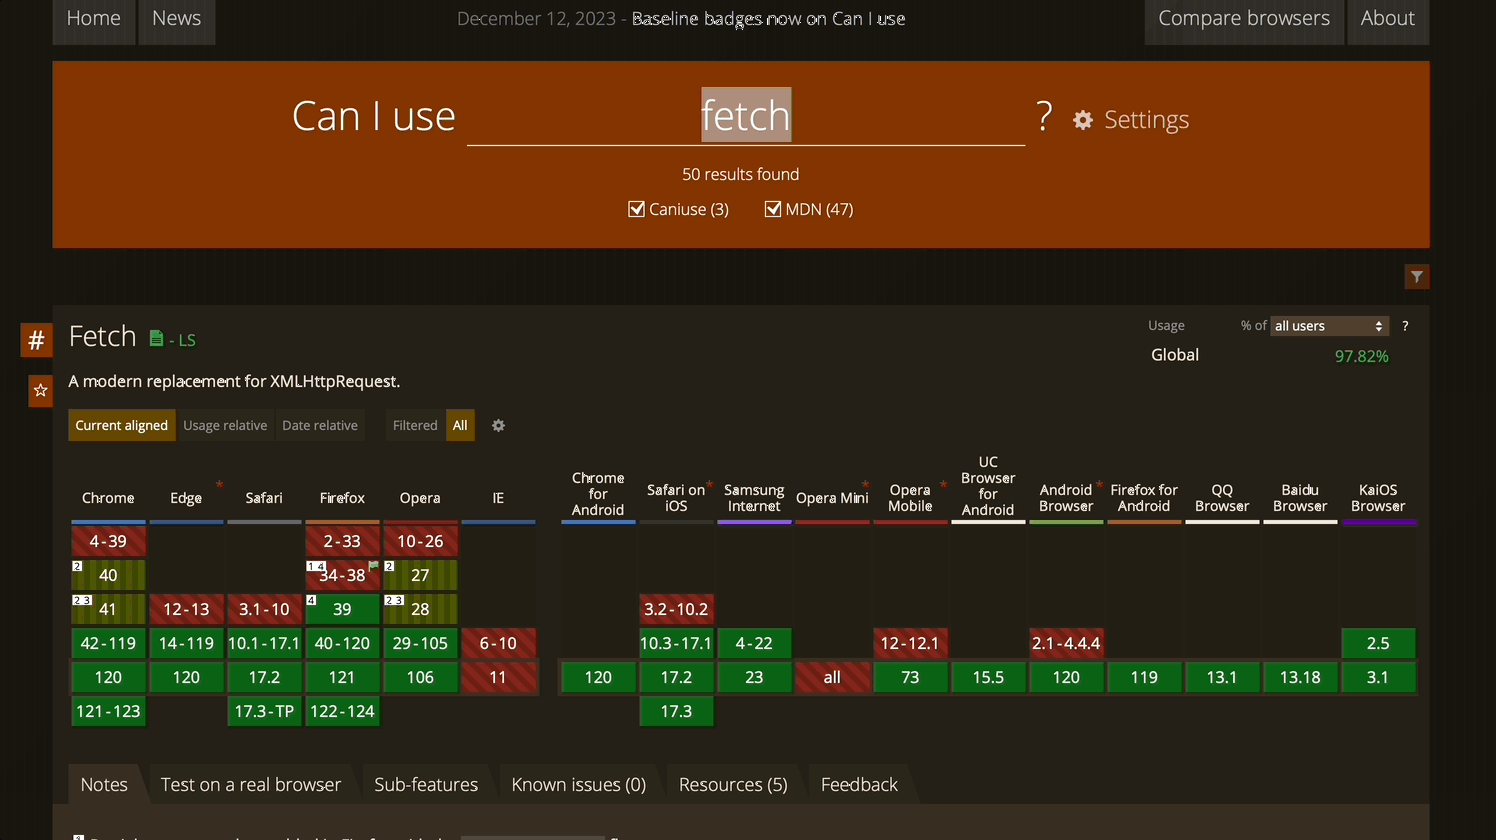 Home
News
December 12, 2023 - Baseline badges now on Can I use
Compare browsers
About
Can I use fetch ?
Settings
50 results found
Caniuse (3) MDN (47)
#
Fetch - LS
Usage % of all users ?
Global 97.82%
A modern replacement for XMLHttpRequest.
Current aligned Usage relative Date relative Filtered All
Chrome Edge * Safari Firefox Opera IE
Chrome for Android
Safari on iOS *
Samsung Internet
Opera Mini *
Opera Mobile *
UC Browser for Android
Android Browser *
Firefox for Android
QQ Browser
Baidu Browser
KaiOS Browser
4-39 2-33 10-26
2 40 1 4 34-38 2 27
2 3 41 12-13 3.1-10 4 39 2 3 28 3.2-10.2
42-119 14-119 10.1-17.1 40-120 29-105 6-10 10.3-17.1 4-22 12-12.1 2.1-4.4.4 2.5
120 120 17.2 121 106 11 120 17.2 23 all 73 15.5 120 119 13.1 13.18 3.1
121-123 17.3-TP 122-124 17.3
Notes Test on a real browser Sub-features Known issues (0) Resources (5) Feedback